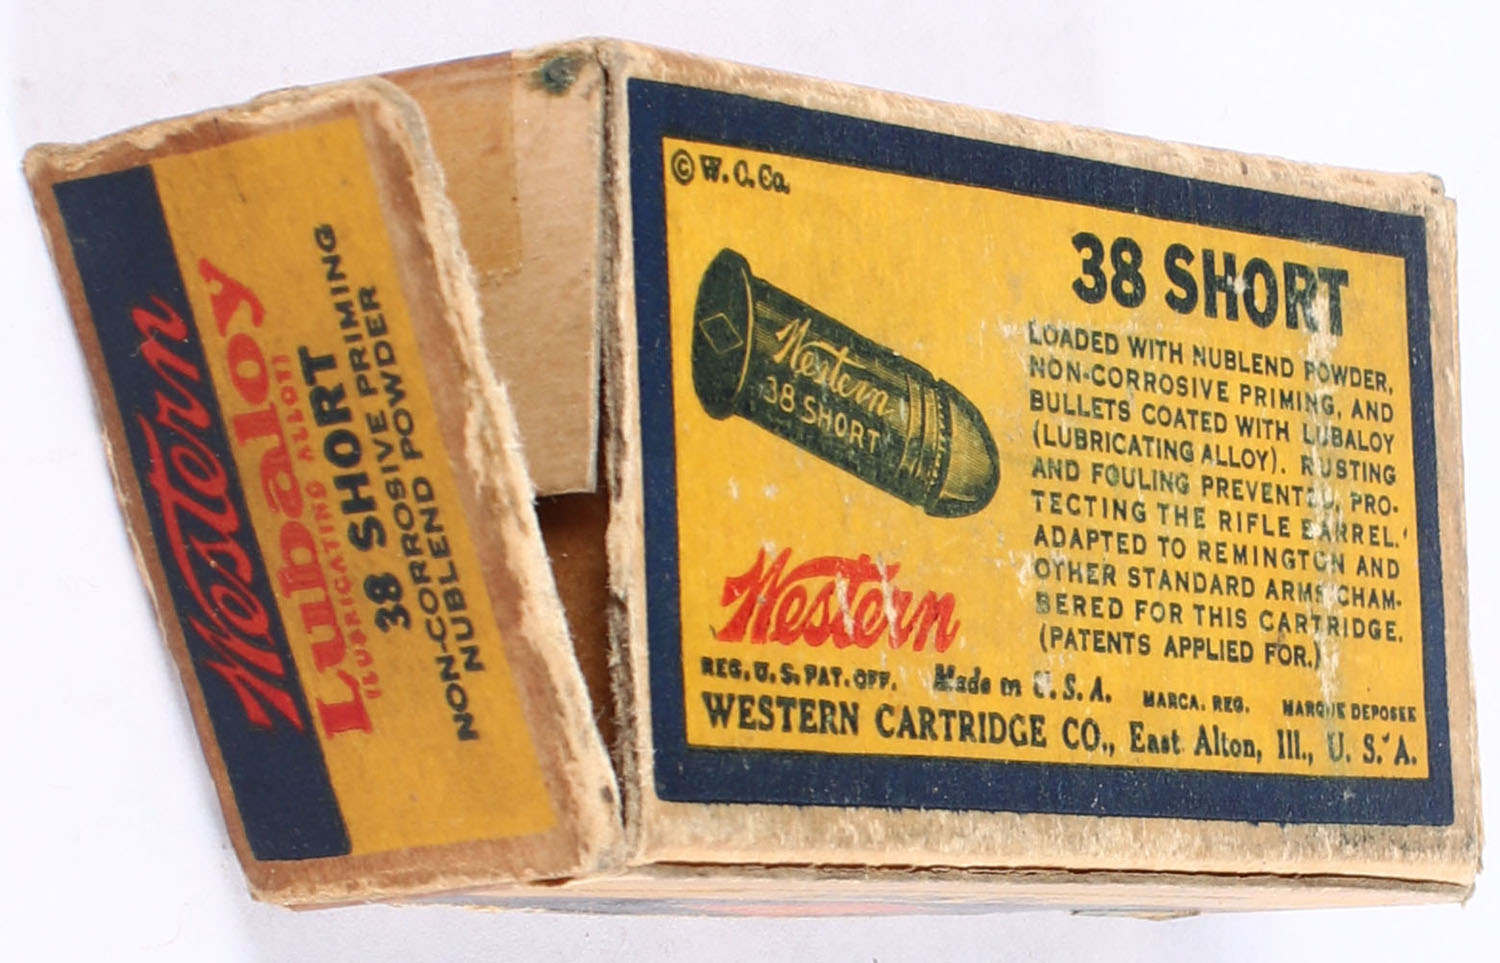 Western
Lubaloy
(LUBRICATING ALLOY)
38 SHORT
NON-CORROSIVE PRIMING
NUBLEND POWDER
© W. C. Co.
38 SHORT
LOADED WITH NUBLEND POWDER,
NON-CORROSIVE PRIMING, AND
BULLETS COATED WITH LUBALOY
(LUBRICATING ALLOY). RUSTING
AND FOULING PREVENTED, PRO-
TECTING THE RIFLE BARREL.
ADAPTED TO REMINGTON AND
OTHER STANDARD ARMS CHAM-
BERED FOR THIS CARTRIDGE.
(PATENTS APPLIED FOR.)
Western
38 SHORT
Western
REG. U. S. PAT. OFF. Made in U. S. A. MARCA. REG. MARQUE DEPOSEE
WESTERN CARTRIDGE CO., East Alton, Ill., U. S. A.